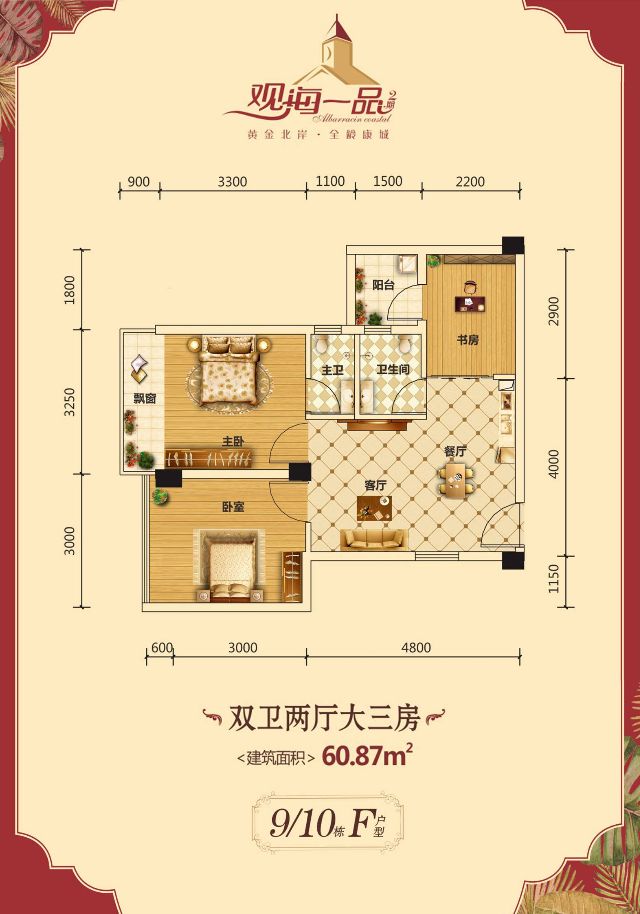 观海一品2期
Albarracin coastal
黄金北岸·全龄康城
900 3300 1100 1500 2200
1800
2900
阳台
书房
主卫
卫生间
3250
飘窗
主卧
餐厅
4000
客厅
卧室
3000
1150
600 3000 4800
双卫两厅大三房
<建筑面积> 60.87m²
9/10栋 F户型